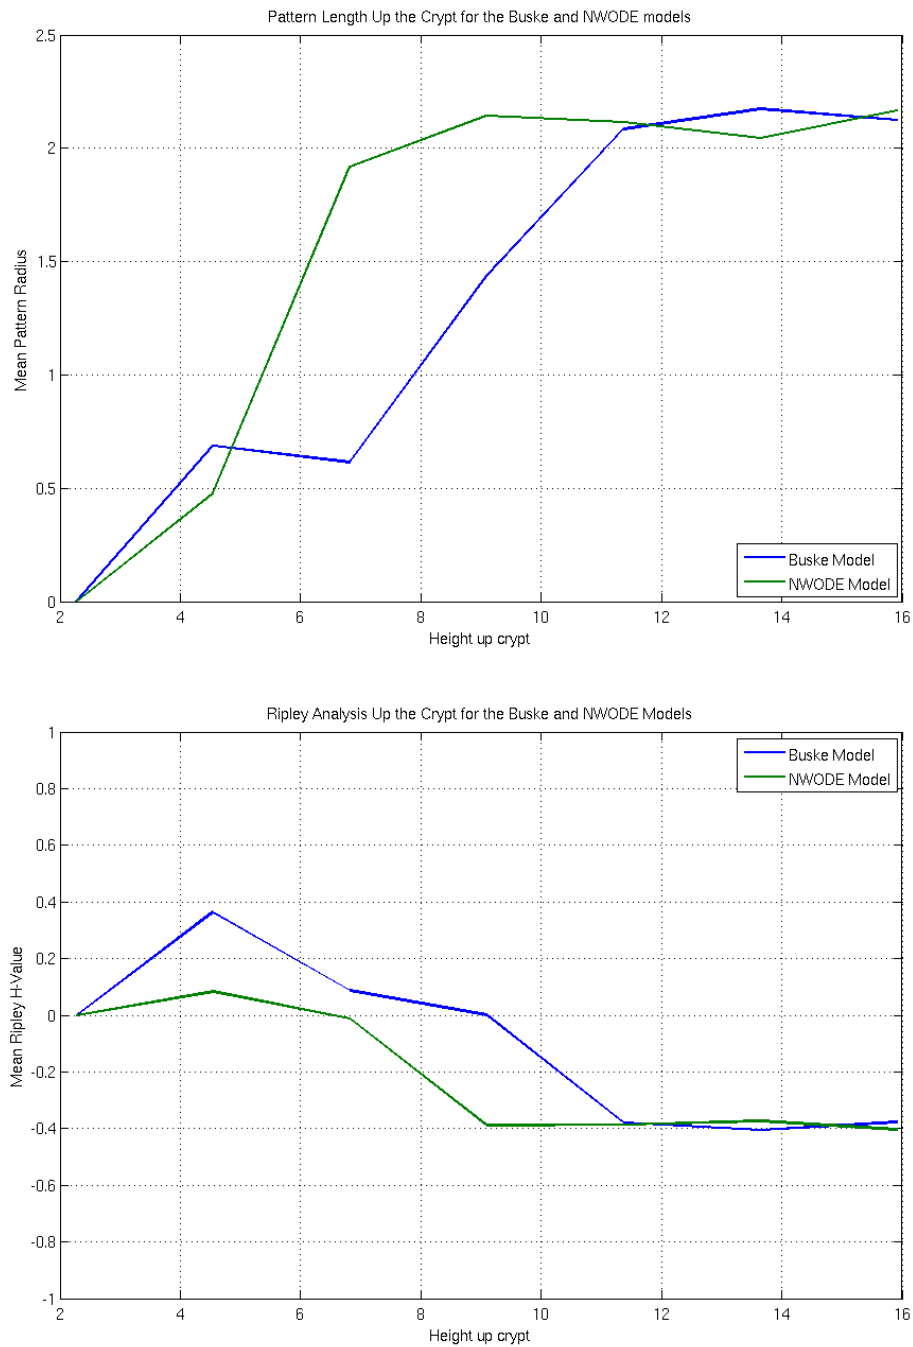 Pattern Length Up the Crypt for the Buske and NWODE models
2.5
2
1.5
1
0.5
0
Mean Pattern Radius
2 4 6 8 10 12 14 16
Height up crypt
Buske Model
NWODE Model
Ripley Analysis Up the Crypt for the Buske and NWODE Models
1
0.8
0.6
0.4
0.2
0
-0.2
-0.4
-0.6
-0.8
-1
Mean Ripley H-Value
2 4 6 8 10 12 14 16
Height up crypt
Buske Model
NWODE Model